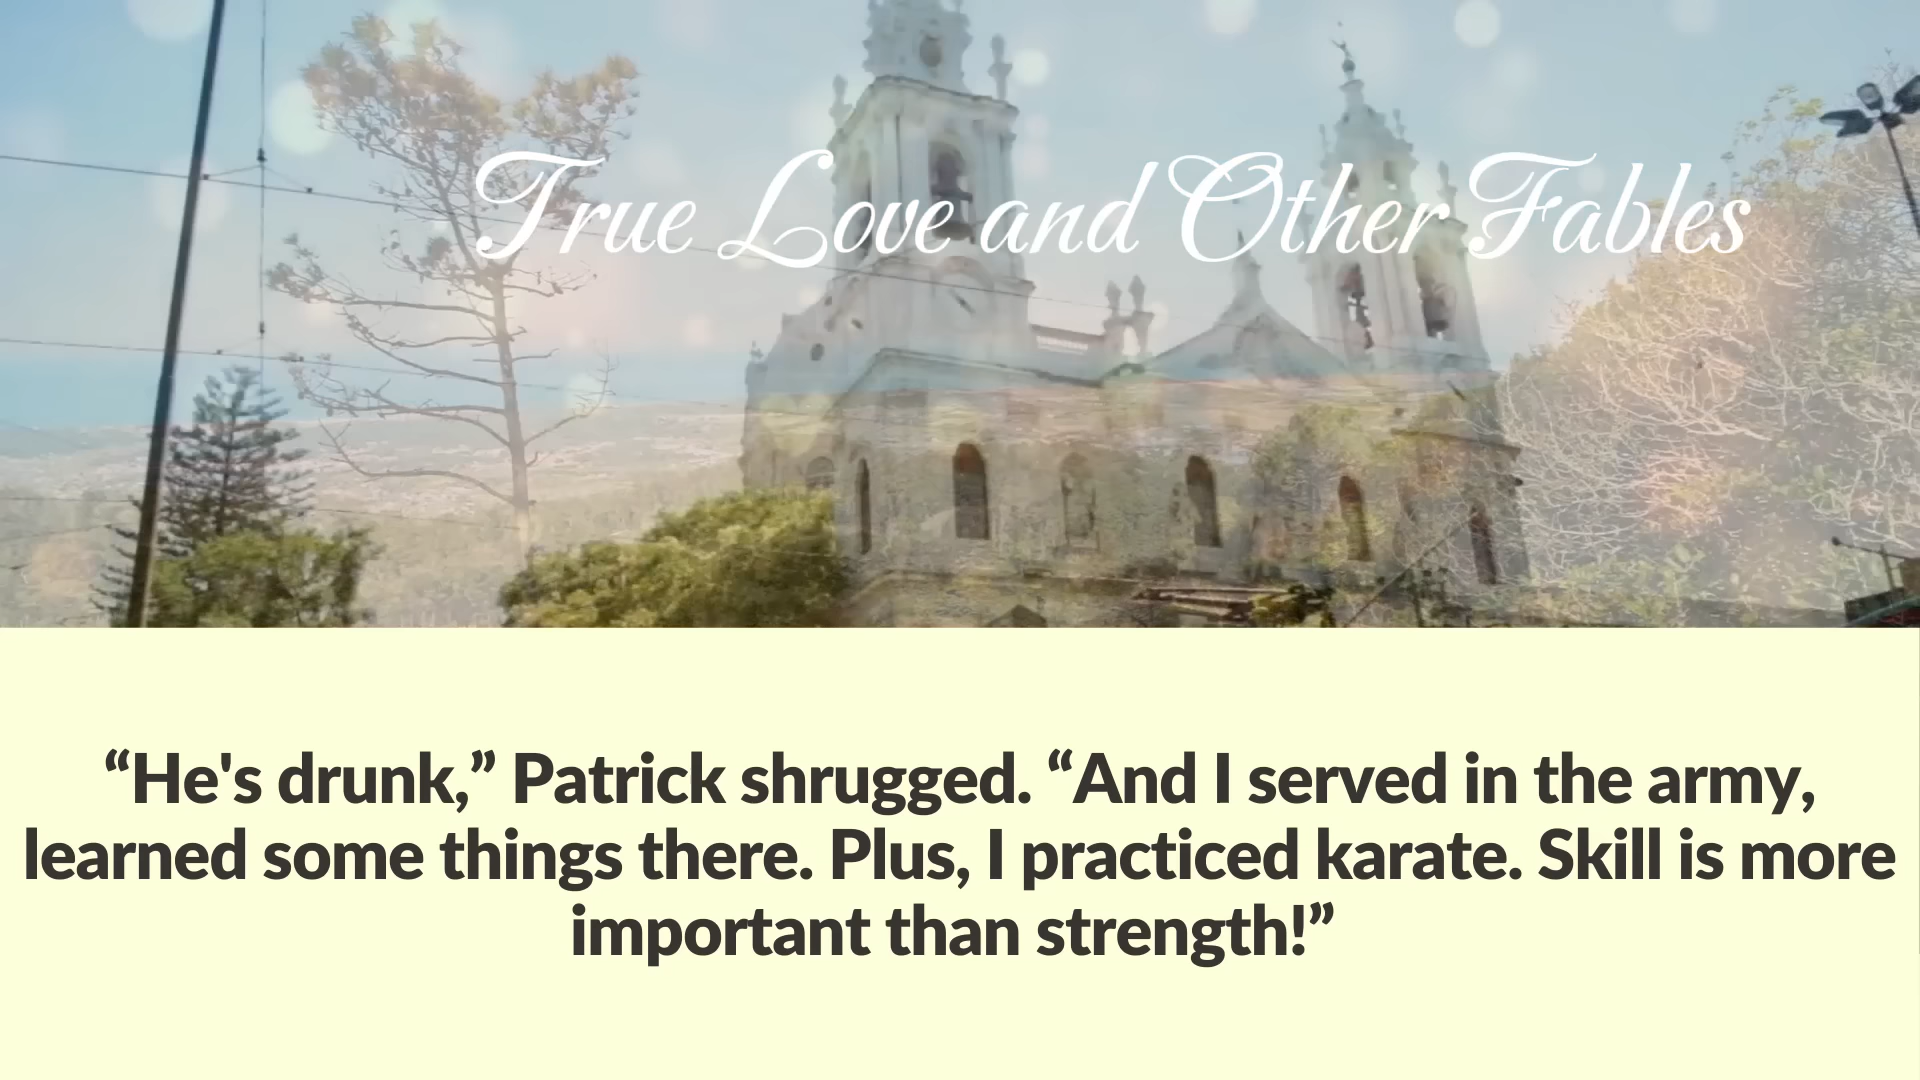 True Love and Other Fables
“He's drunk,” Patrick shrugged. “And I served in the army,
learned some things there. Plus, I practiced karate. Skill is more
important than strength!”